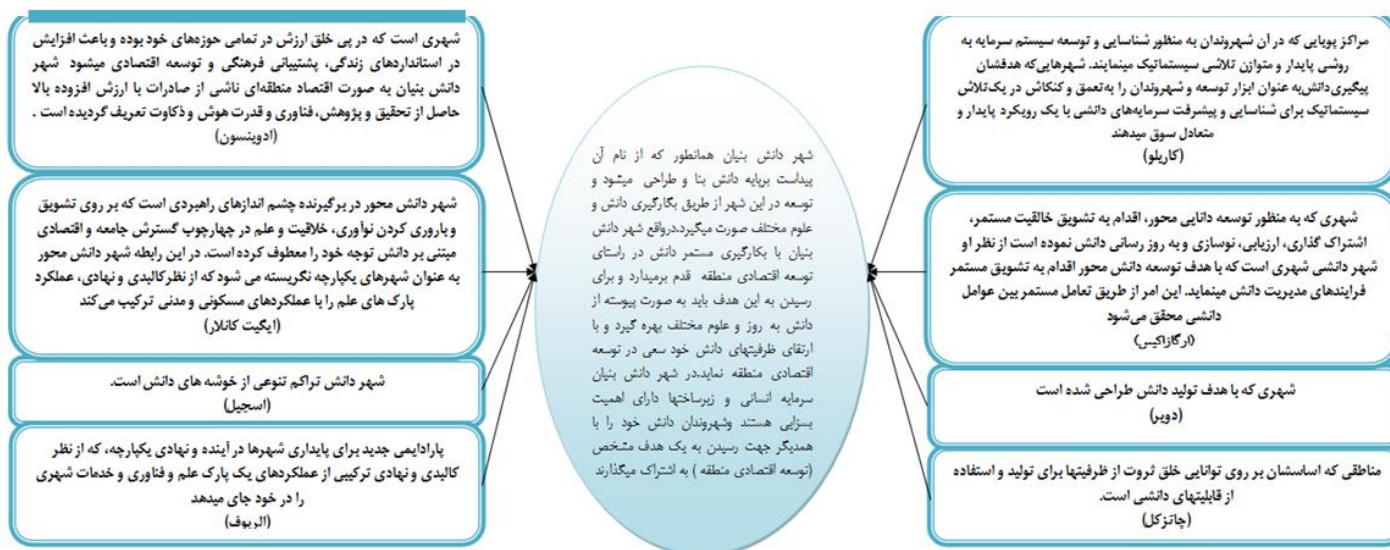 مراکز پویایی که در آن شهروندان به منظور شناسایی و توسعه سیستم سرمایه به
روشی پایدار و متوازن تلاشی سیستماتیک مینمایند. شهرهایی‌که هدفشان
پیگیری‌دانش‌به عنوان ابزار توسعه و شهروندان را به‌تعمق و کنکاش در یک‌تلاش
سیستماتیک برای شناسایی و پیشرفت سرمایه‌های دانشی با یک رویکرد پایدار و
متعادل سوق میدهند
(کاریلو)
شهری که به منظور توسعه دانایی محور، اقدام به تشویق خالقیت مستمر،
اشتراک گذاری، ارزیابی، نوسازی و به روز رسانی دانش نموده است از نظر او
شهر دانشی شهری است که با هدف توسعه دانش محور اقدام به تشویق مستمر
فرایندهای مدیریت دانش مینماید. این امر از طریق تعامل مستمر بین عوامل
دانشی محقق می‌شود
(ارگازاکیس)
شهری که با هدف تولید دانش طراحی شده است
(دویر)
مناطقی که اساسشان بر روی توانایی خلق ثروت از ظرفیتها برای تولید و استفاده
از قابلیتهای دانشی است.
(چاتزکل)
شهر دانش بنیان همانطور که از نام آن
پیداست برپایه دانش بنا و طراحی میشود و
توسعه در این شهر از طریق بکارگیری دانش و
علوم مختلف صورت میگیرد.درواقع شهر دانش
بنیان با بکارگیری مستمر دانش در راستای
توسعه اقتصادی منطقه قدم برمیدارد و برای
رسیدن به این هدف باید به صورت پیوسته از
دانش به روز و علوم مختلف بهره گیرد و با
ارتقای ظرفیتهای دانش خود سعی در توسعه
اقتصادی منطقه نماید.در شهر دانش بنیان
سرمایه انسانی و زیرساختها دارای اهمیت
بسزایی هستند وشهروندان دانش خود را با
همدیگر جهت رسیدن به یک هدف مشخص
(توسعه اقتصادی منطقه ) به اشتراک میگذارند
شهری است که در پی خلق ارزش در تمامی حوزه‌های خود بوده و باعث افزایش
در استانداردهای زندگی، پشتیبانی فرهنگی و توسعه اقتصادی میشود شهر
دانش بنیان به صورت اقتصاد منطقه‌ای ناشی از صادرات با ارزش افزوده بالا
حاصل از تحقیق و پژوهش، فناوری و قدرت هوش و ذکاوت تعریف گردیده است .
(ادوینسون)
شهر دانش محور در برگیرنده چشم اندازهای راهبردی است که بر روی تشویق
و باروری کردن نوآوری، خلاقیت و علم در چهارچوب گسترش جامعه و اقتصادی
مبتنی بر دانش توجه خود را معطوف کرده است. در این رابطه شهر دانش محور
به عنوان شهرهای یکپارچه نگریسته می شود که از نظرکالبدی و نهادی، عملکرد
پارک های علم را با عملکردهای مسکونی و مدنی ترکیب می‌کند
(ایگیت کانلار)
شهر دانش تراکم تنوعی از خوشه های دانش است.
(اسجیل)
پارادایمی جدید برای پایداری شهرها در آینده و نهادی یکپارچه، که از نظر
کالبدی و نهادی ترکیبی از عملکردهای یک پارک علم و فناوری و خدمات شهری
را در خود جای میدهد
(الریوف)